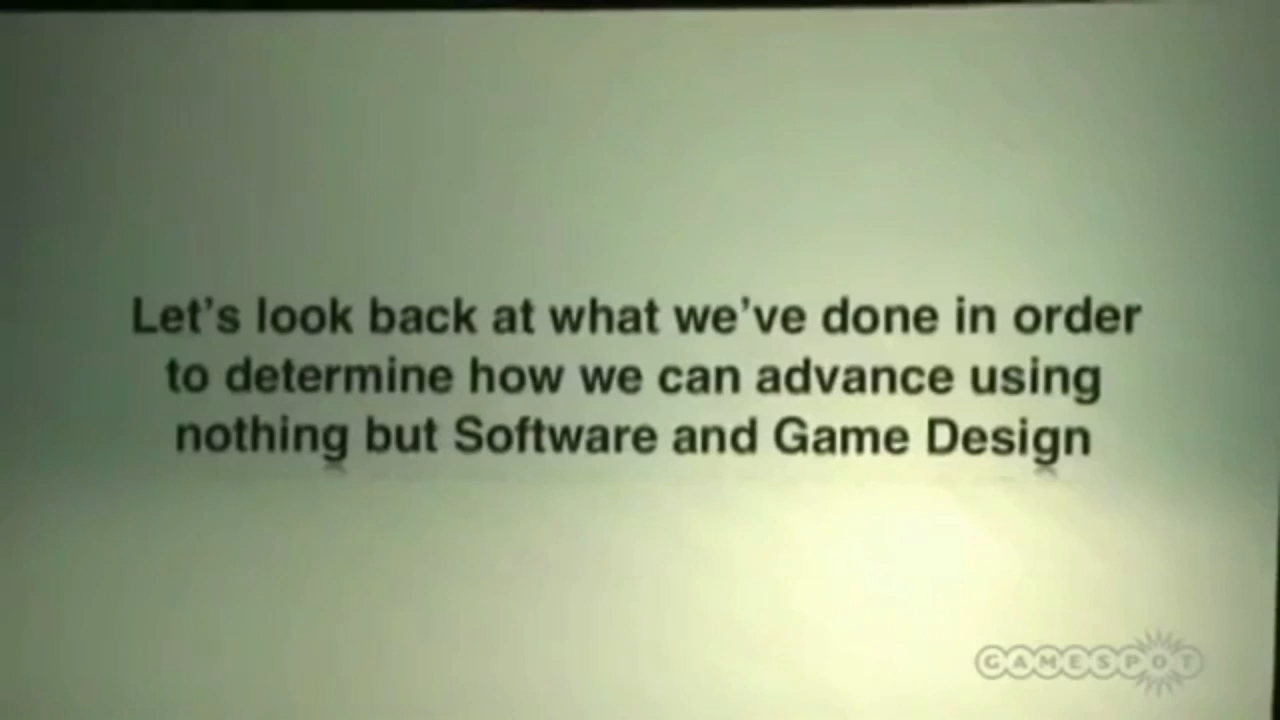 Let's look back at what we've done in order
to determine how we can advance using
nothing but Software and Game Design
GAMESPOT